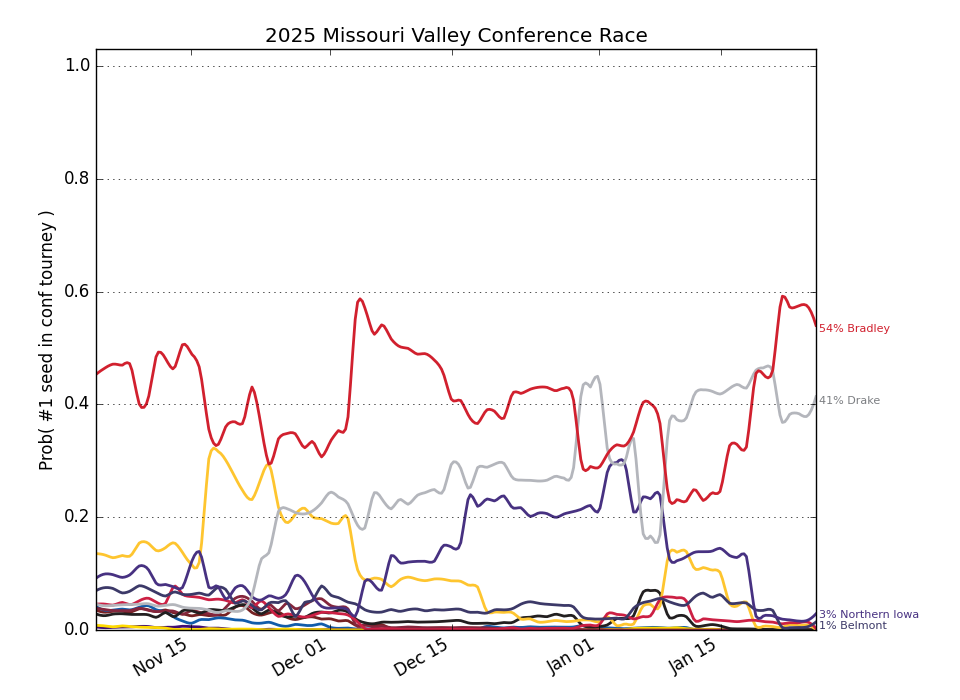 2025 Missouri Valley Conference Race
Prob( #1 seed in conf tourney )
1.0
0.8
0.6
0.4
0.2
0.0
54% Bradley
41% Drake
3% Northern Iowa
1% Belmont
Nov 15
Dec 01
Dec 15
Jan 01
Jan 15